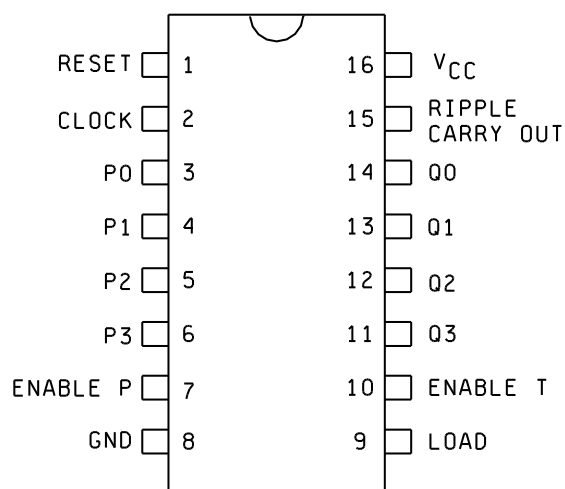 RESET 1 16 VCC
CLOCK 2 15 RIPPLE
CARRY OUT
P0 3 14 Q0
P1 4 13 Q1
P2 5 12 Q2
P3 6 11 Q3
ENABLE P 7 10 ENABLE T
GND 8 9 LOAD